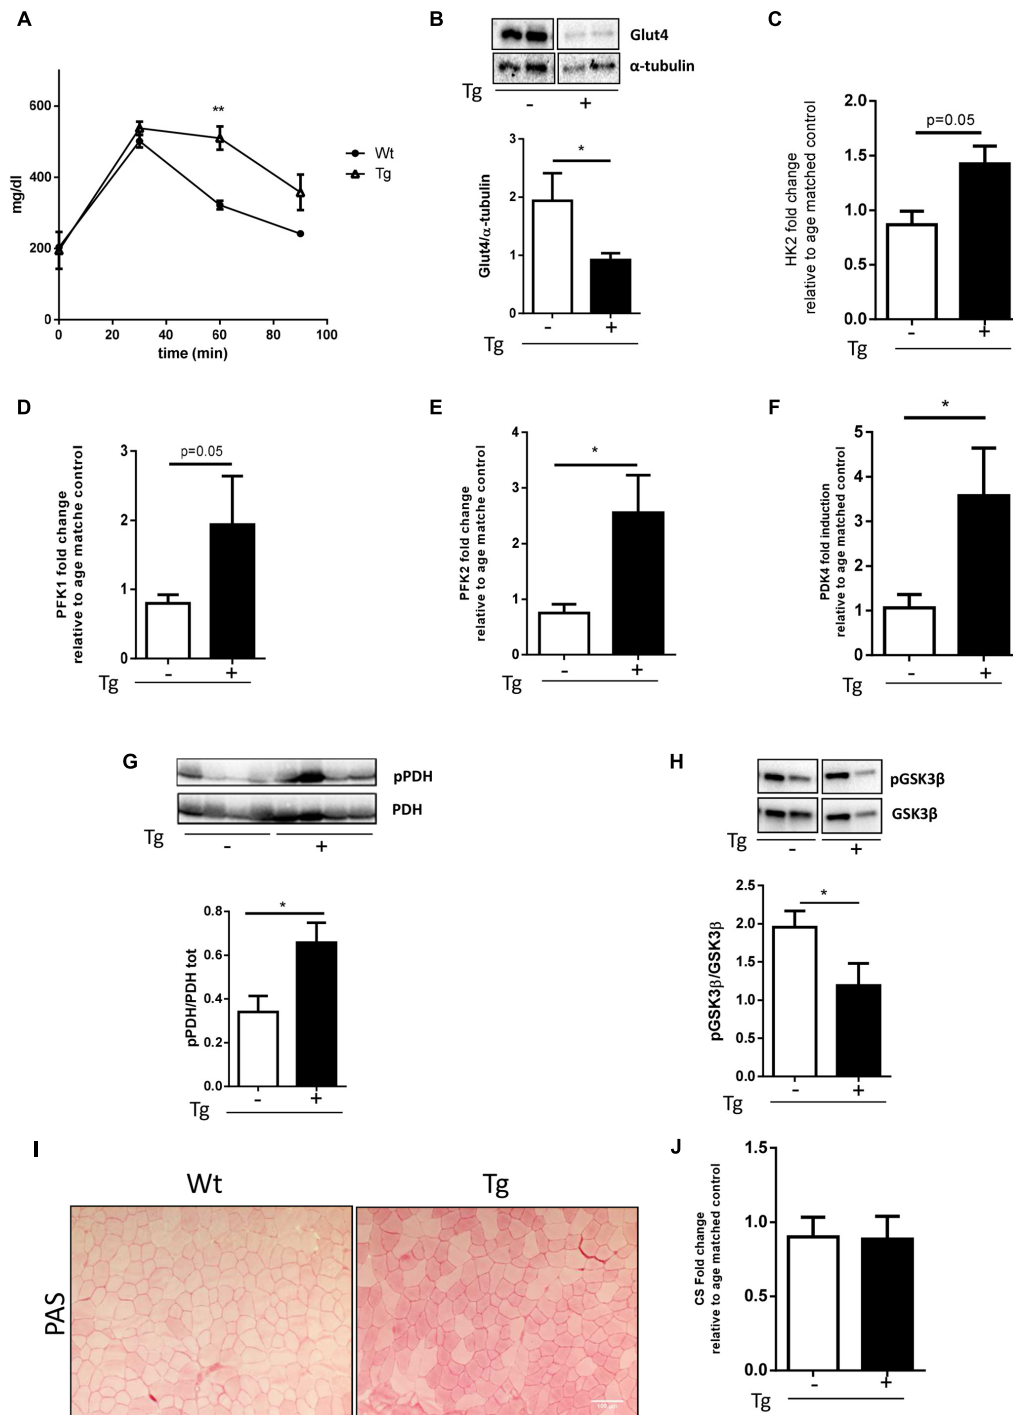 A
600
400
200
0
mg/dl
**
Wt
Tg
0 20 40 60 80 100
time (min)
B
Glut4
α-tubulin
Tg
- +
3
2
1
0
Glut4/α-tubulin
*
- +
Tg
C
2.0
1.5
1.0
0.5
0.0
HK2 fold change
relative to age matched control
p=0.05
- +
Tg
D
3
2
1
0
PFK1 fold change
relative to age matche control
p=0.05
- +
Tg
E
4
3
2
1
0
PFK2 fold change
relative to age matched control
*
- +
Tg
F
5
4
3
2
1
0
PDK4 fold induction
relative to age matched control
*
- +
Tg
G
pPDH
PDH
Tg
- +
0.8
0.6
0.4
0.2
0.0
pPDH/PDH tot
*
- +
Tg
H
pGSK3β
GSK3β
Tg
- +
2.5
2.0
1.5
1.0
0.5
0.0
pGSK3β/GSK3β
*
- +
Tg
I
Wt Tg
PAS
J
1.5
1.0
0.5
0.0
CS Fold change
relative to age matched control
- +
Tg